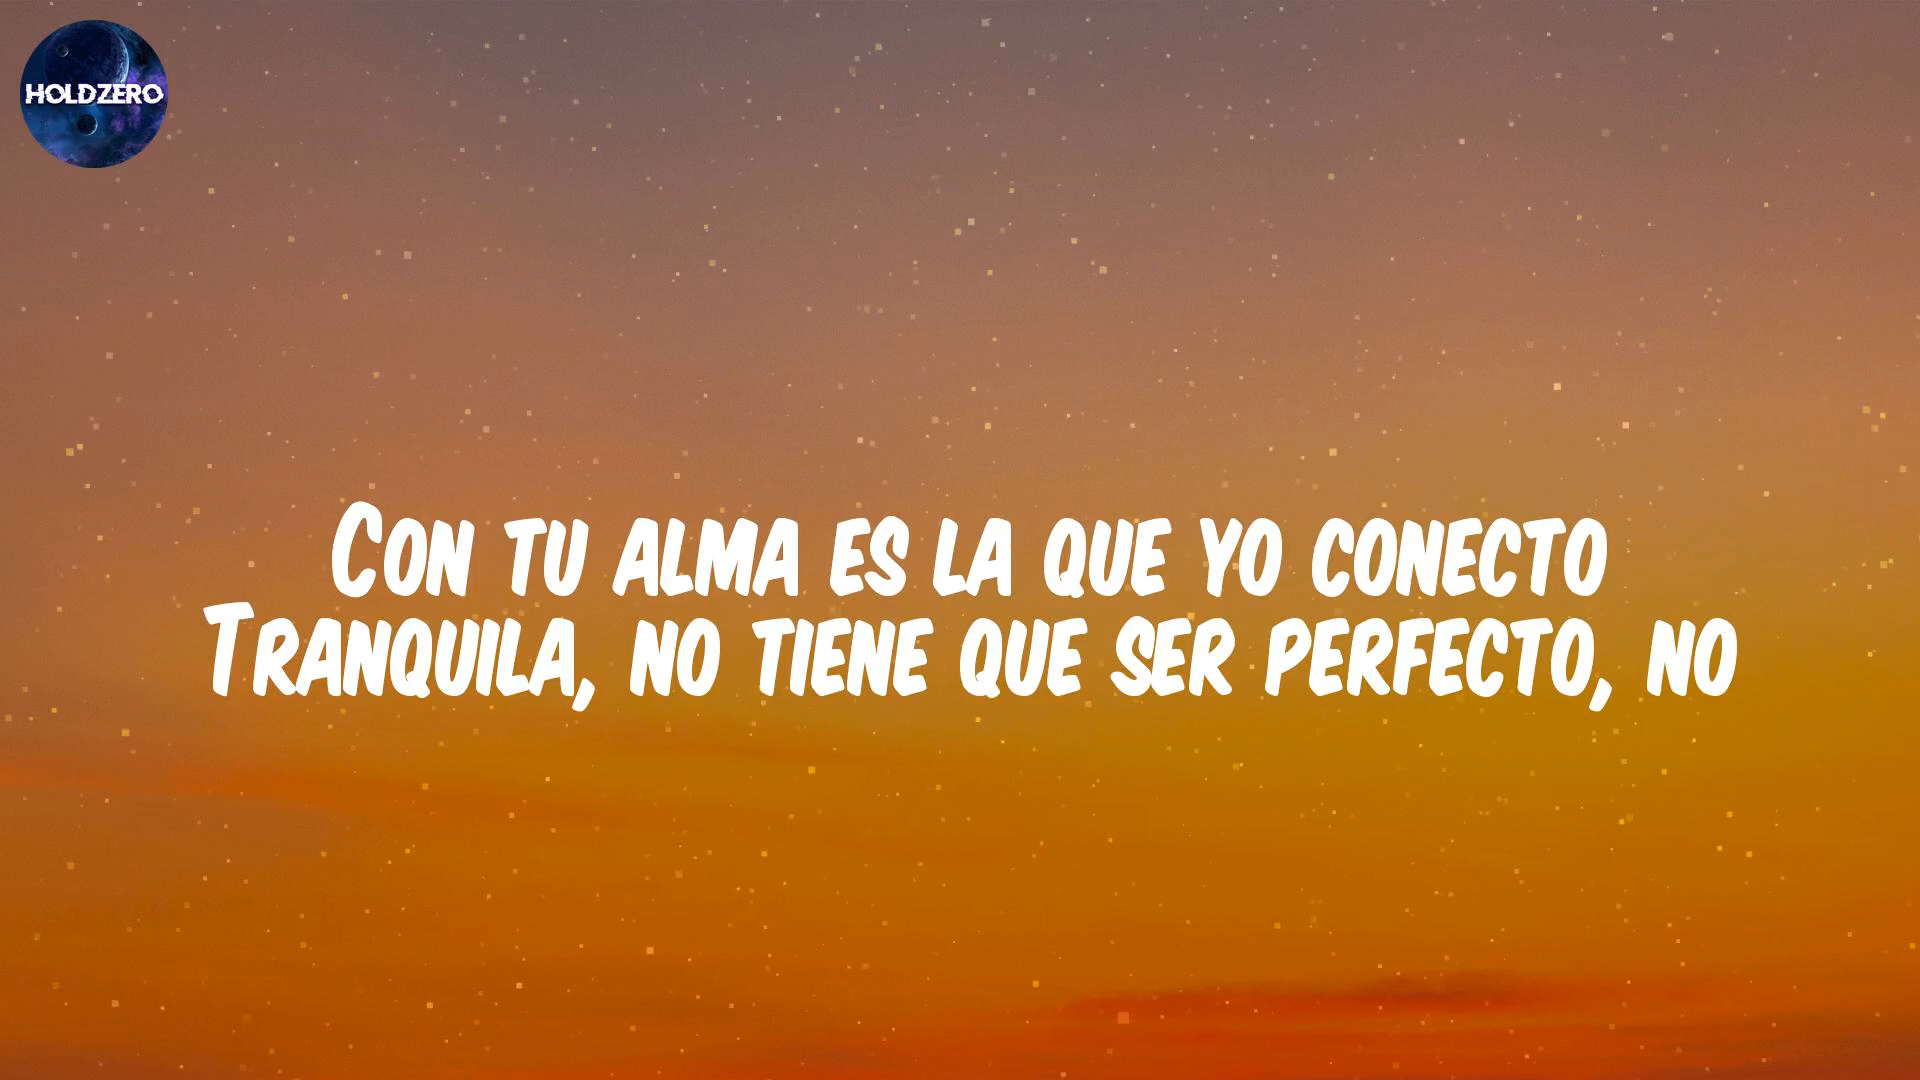 HOLDZERO
Con tu alma es la que yo conecto
Tranquila, no tiene que ser perfecto, no